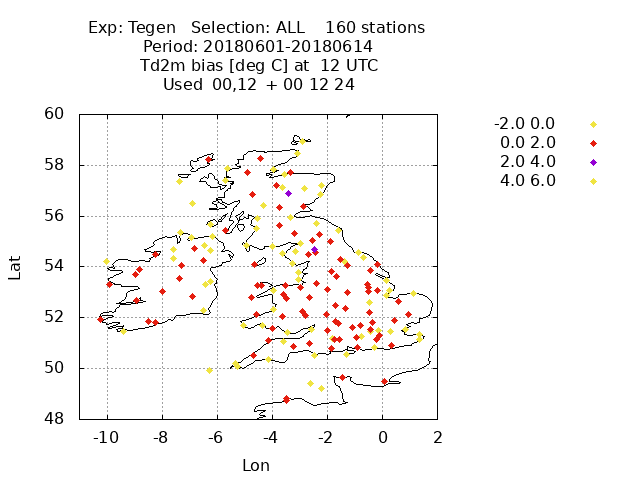 Exp: Tegen Selection: ALL 160 stations
Period: 20180601-20180614
Td2m bias [deg C] at 12 UTC
Used 00,12 + 00 12 24
-2.0 0.0
0.0 2.0
2.0 4.0
4.0 6.0
60
58
56
54
52
50
48
Lat
-10 -8 -6 -4 -2 0 2
Lon